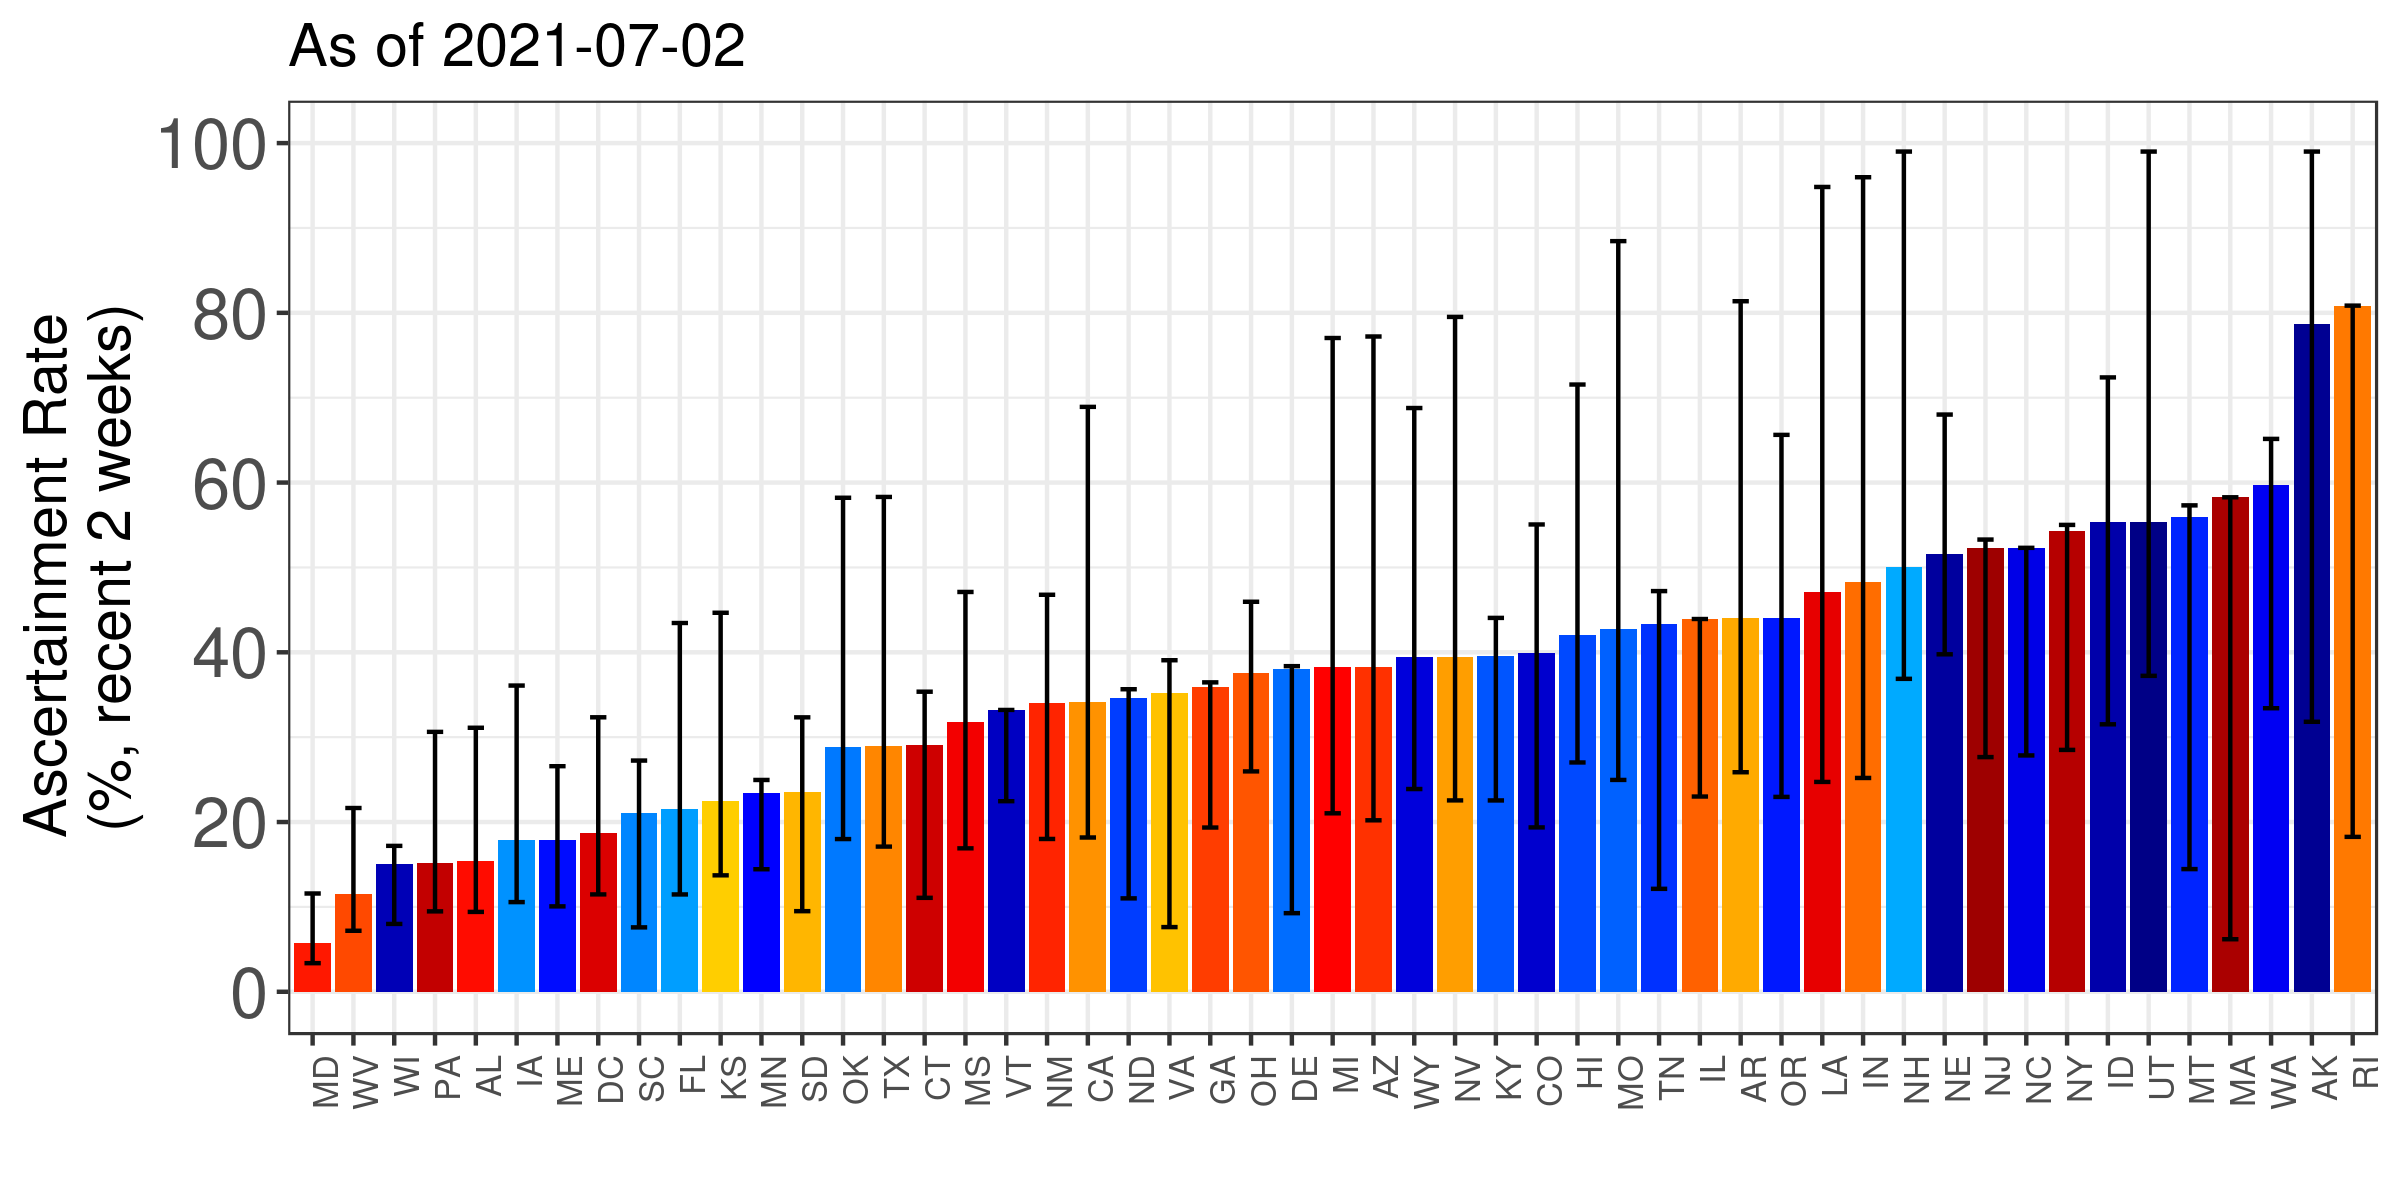 As of 2021-07-02
Ascertainment Rate
(%, recent 2 weeks)
100
80
60
40
20
0
MD WV WI PA AL IA ME DC SC FL KS MN SD OK TX CT MS VT NM CA ND VA GA OH DE MI AZ WY NV KY CO HI MO TN IL AR OR LA IN NH NE NJ NC NY ID UT MT MA WA AK RI